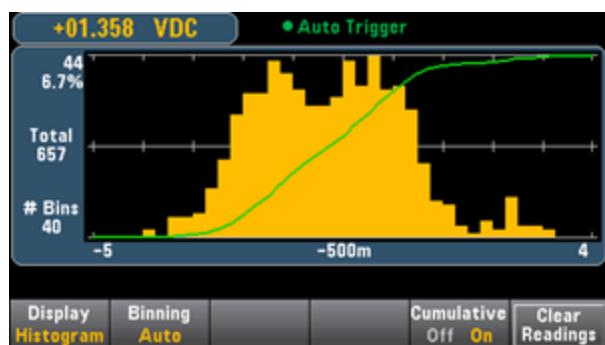 +01.358 VDC
Auto Trigger
44
6.7%
Total
657
# Bins
40
-5
-500m
4
Display
Histogram
Binning
Auto
Cumulative
Off On
Clear
Readings